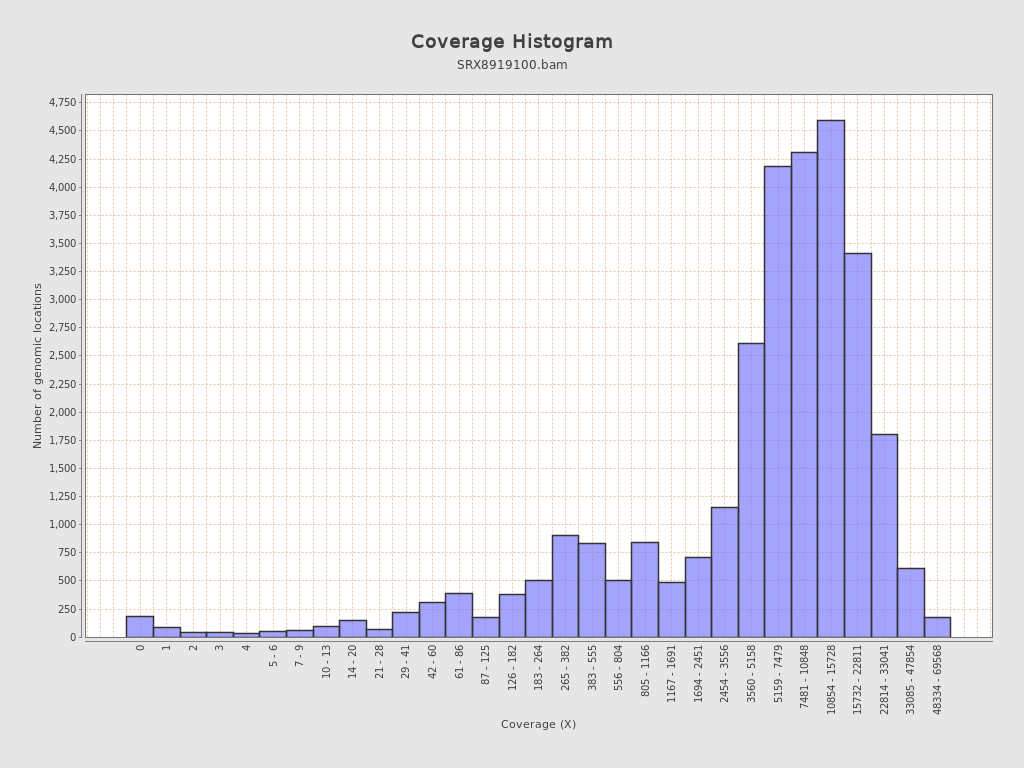 Coverage Histogram
SRX8919100.bam
Number of genomic locations
4,750
4,500
4,250
4,000
3,750
3,500
3,250
3,000
2,750
2,500
2,250
2,000
1,750
1,500
1,250
1,000
750
500
250
0
0
1
2
3
4
5 - 6
7 - 9
10 - 13
14 - 20
21 - 28
29 - 41
42 - 60
61 - 86
87 - 125
126 - 182
183 - 264
265 - 382
383 - 555
556 - 804
805 - 1166
1167 - 1691
1694 - 2451
2454 - 3556
3560 - 5158
5159 - 7479
7481 - 10848
10854 - 15728
15732 - 22811
22814 - 33041
33085 - 47854
48334 - 69568
Coverage (X)